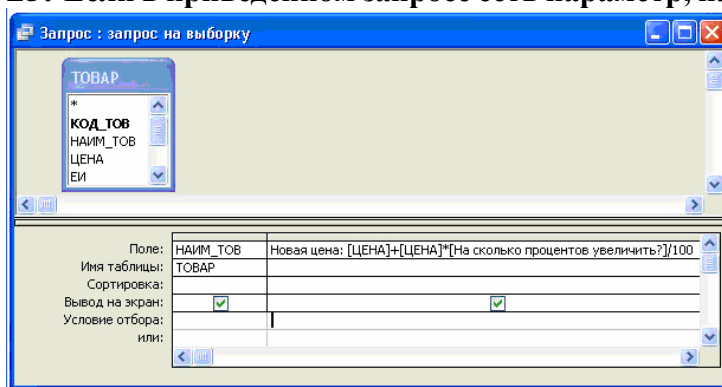 Запрос : запрос на выборку
ТОВАР
*
КОД_ТОВ
НАИМ_ТОВ
ЦЕНА
ЕИ
Поле: НАИМ_ТОВ Новая цена: [ЦЕНА]+[ЦЕНА]*[На сколько процентов увеличить?]/100
Имя таблицы: ТОВАР
Сортировка:
Вывод на экран:
Условие отбора:
или: